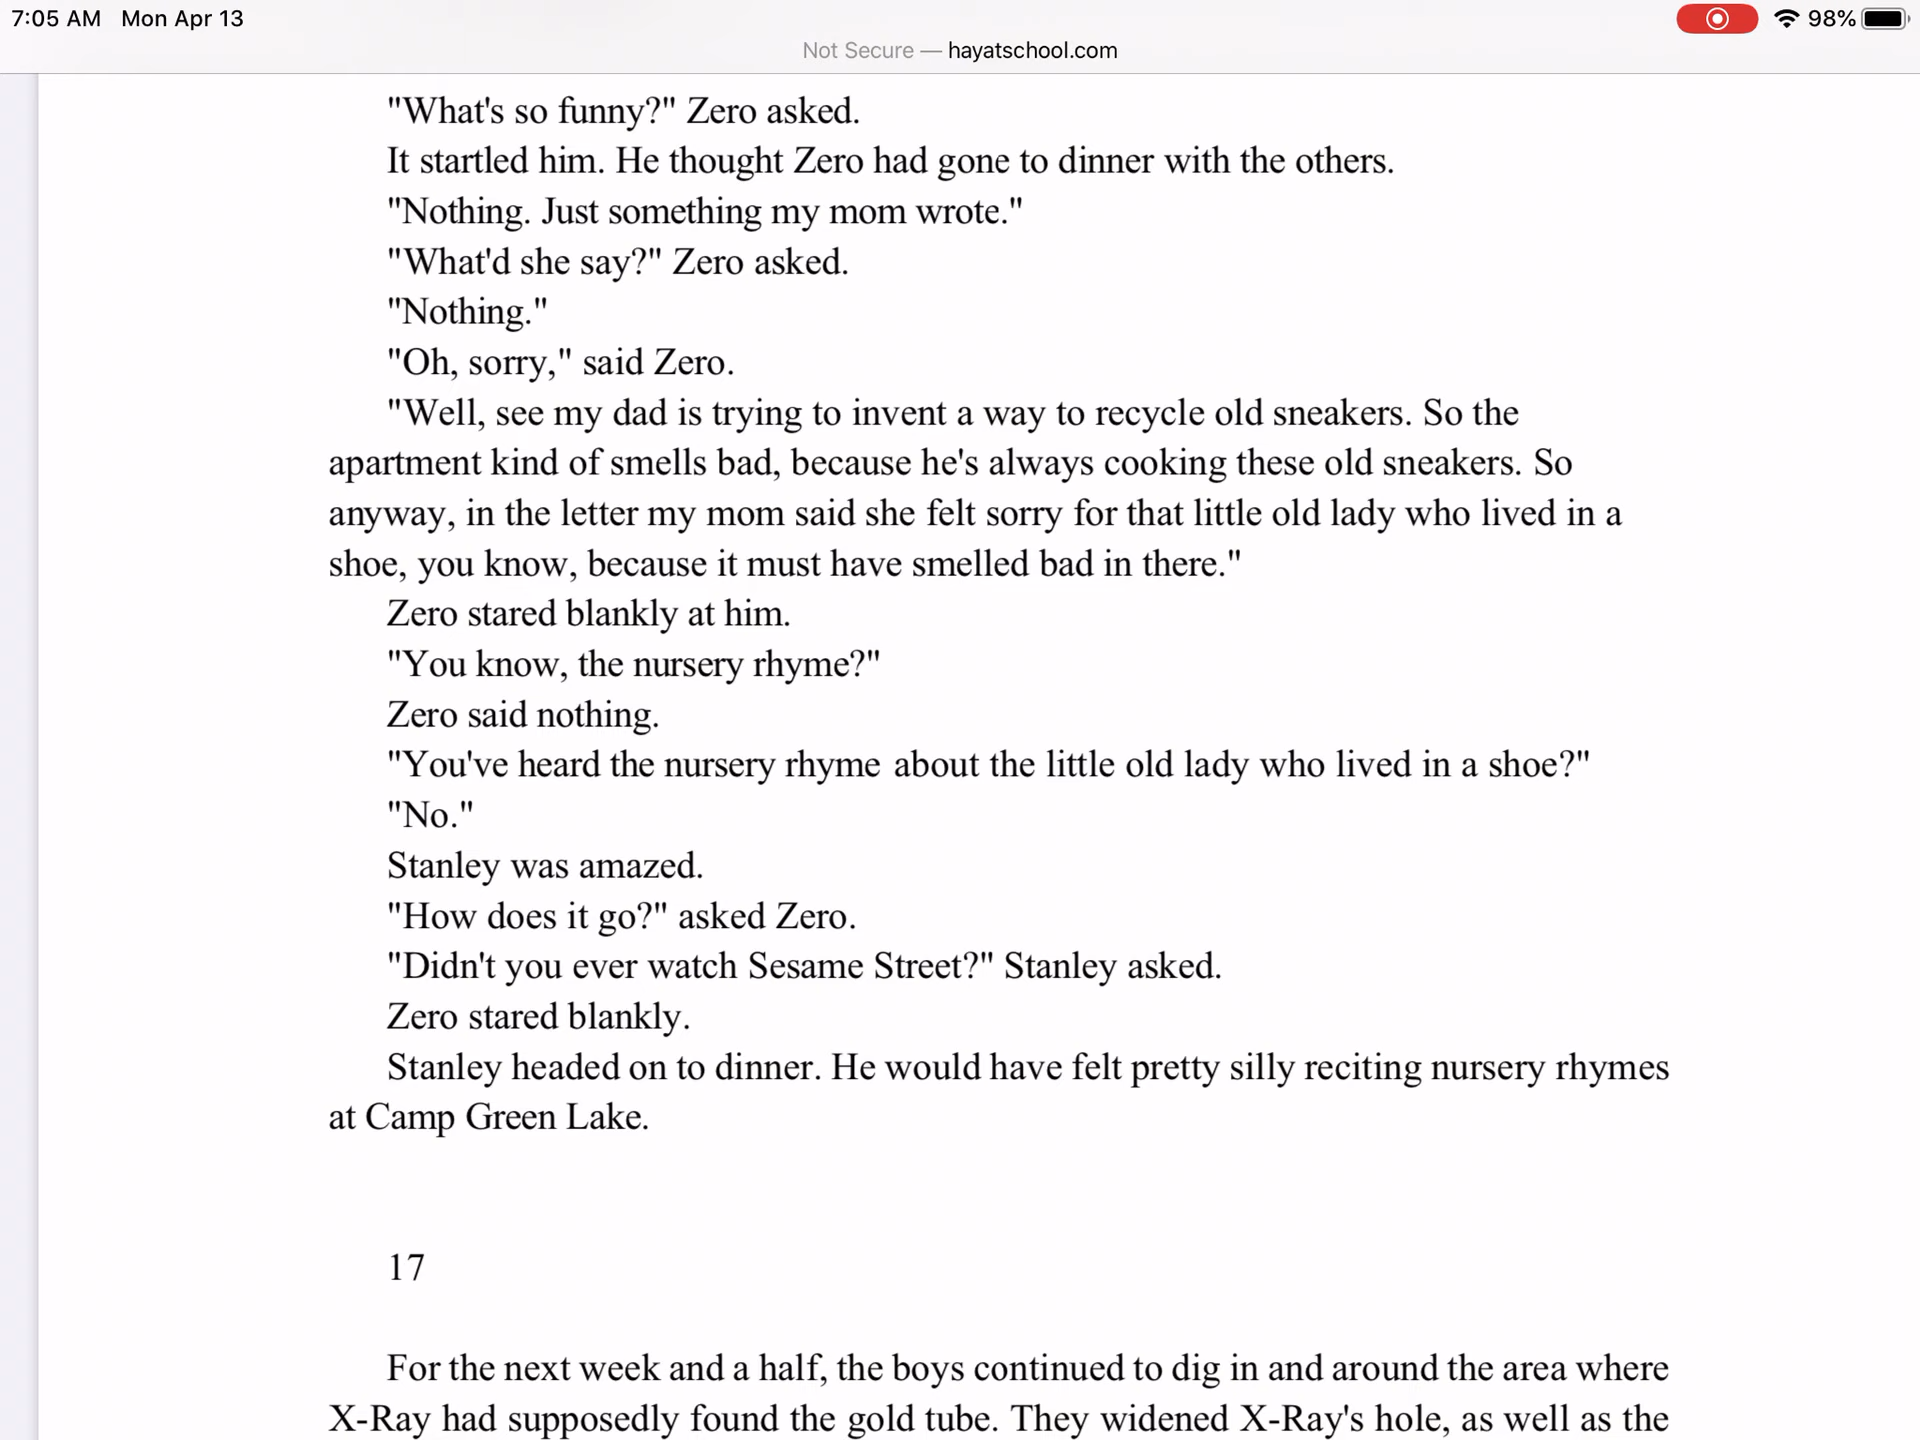 7:05 AM Mon Apr 13
98%
Not Secure — hayatschool.com
"What's so funny?" Zero asked.
It startled him. He thought Zero had gone to dinner with the others.
"Nothing. Just something my mom wrote."
"What'd she say?" Zero asked.
"Nothing."
"Oh, sorry," said Zero.
"Well, see my dad is trying to invent a way to recycle old sneakers. So the
apartment kind of smells bad, because he's always cooking these old sneakers. So
anyway, in the letter my mom said she felt sorry for that little old lady who lived in a
shoe, you know, because it must have smelled bad in there."
Zero stared blankly at him.
"You know, the nursery rhyme?"
Zero said nothing.
"You've heard the nursery rhyme about the little old lady who lived in a shoe?"
"No."
Stanley was amazed.
"How does it go?" asked Zero.
"Didn't you ever watch Sesame Street?" Stanley asked.
Zero stared blankly.
Stanley headed on to dinner. He would have felt pretty silly reciting nursery rhymes
at Camp Green Lake.
17
For the next week and a half, the boys continued to dig in and around the area where
X-Ray had supposedly found the gold tube. They widened X-Ray's hole, as well as the